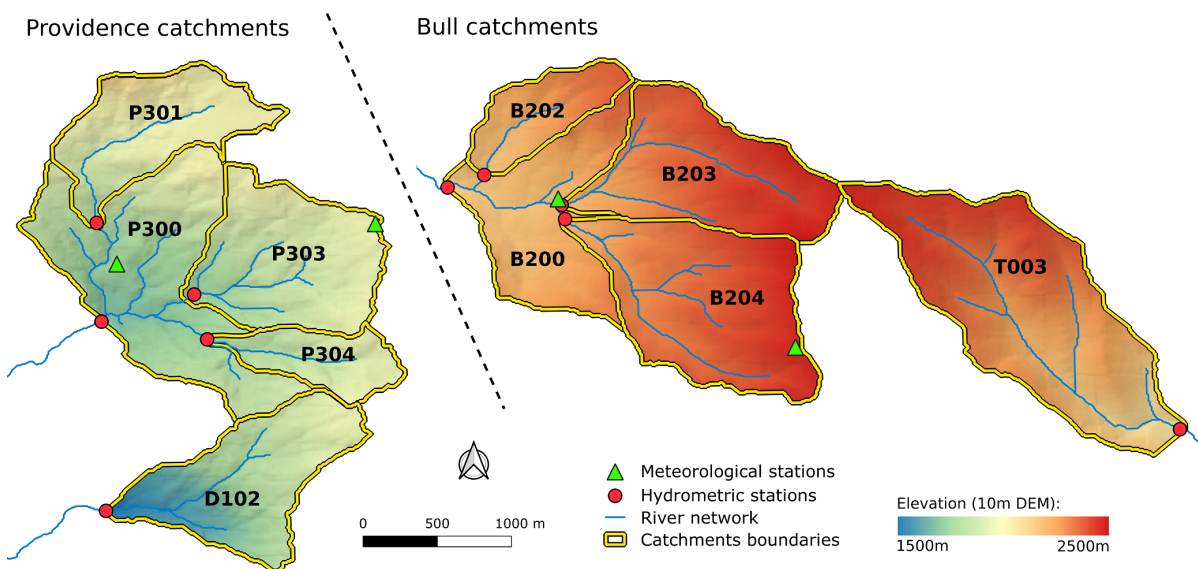 Providence catchments
Bull catchments
P301
B202
B203
P300
P303
B200
T003
B204
P304
D102
Meteorological stations
Hydrometric stations
River network
Catchments boundaries
0 500 1000 m
Elevation (10m DEM):
1500m 2500m